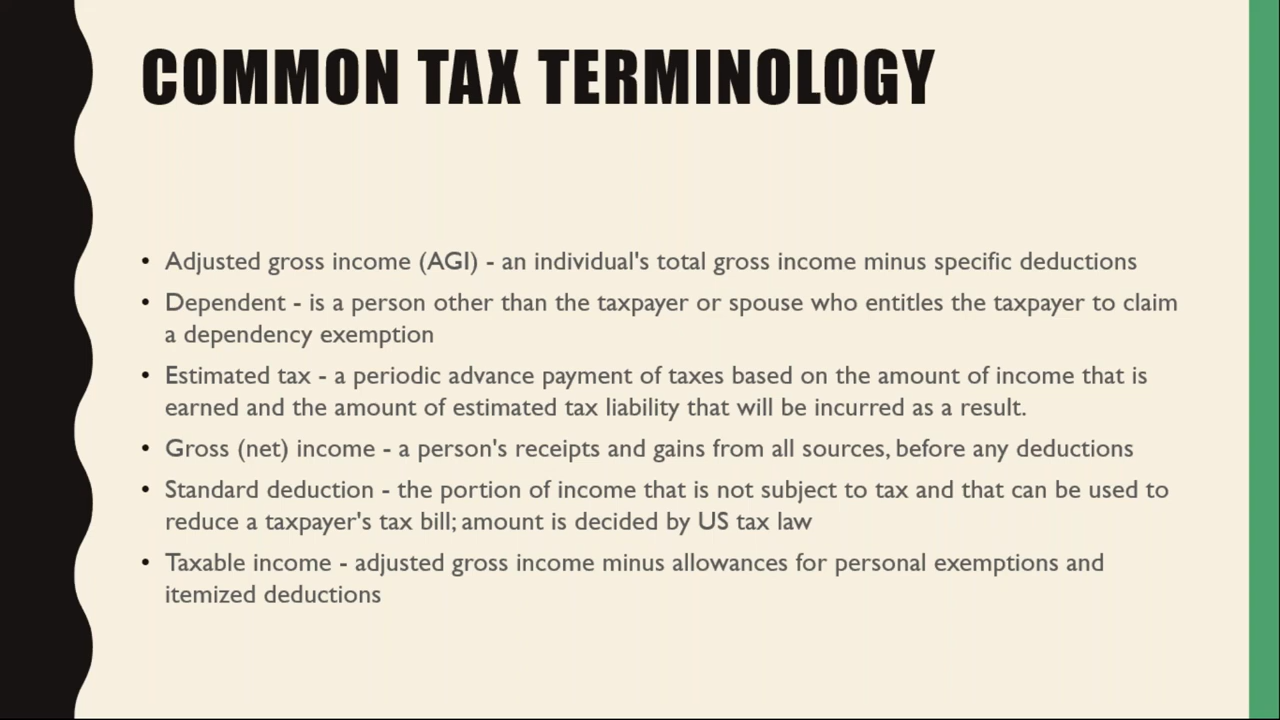 COMMON TAX TERMINOLOGY
• Adjusted gross income (AGI) - an individual's total gross income minus specific deductions
• Dependent - is a person other than the taxpayer or spouse who entitles the taxpayer to claim
a dependency exemption
• Estimated tax - a periodic advance payment of taxes based on the amount of income that is
earned and the amount of estimated tax liability that will be incurred as a result.
• Gross (net) income - a person's receipts and gains from all sources, before any deductions
• Standard deduction - the portion of income that is not subject to tax and that can be used to
reduce a taxpayer's tax bill; amount is decided by US tax law
• Taxable income - adjusted gross income minus allowances for personal exemptions and
itemized deductions